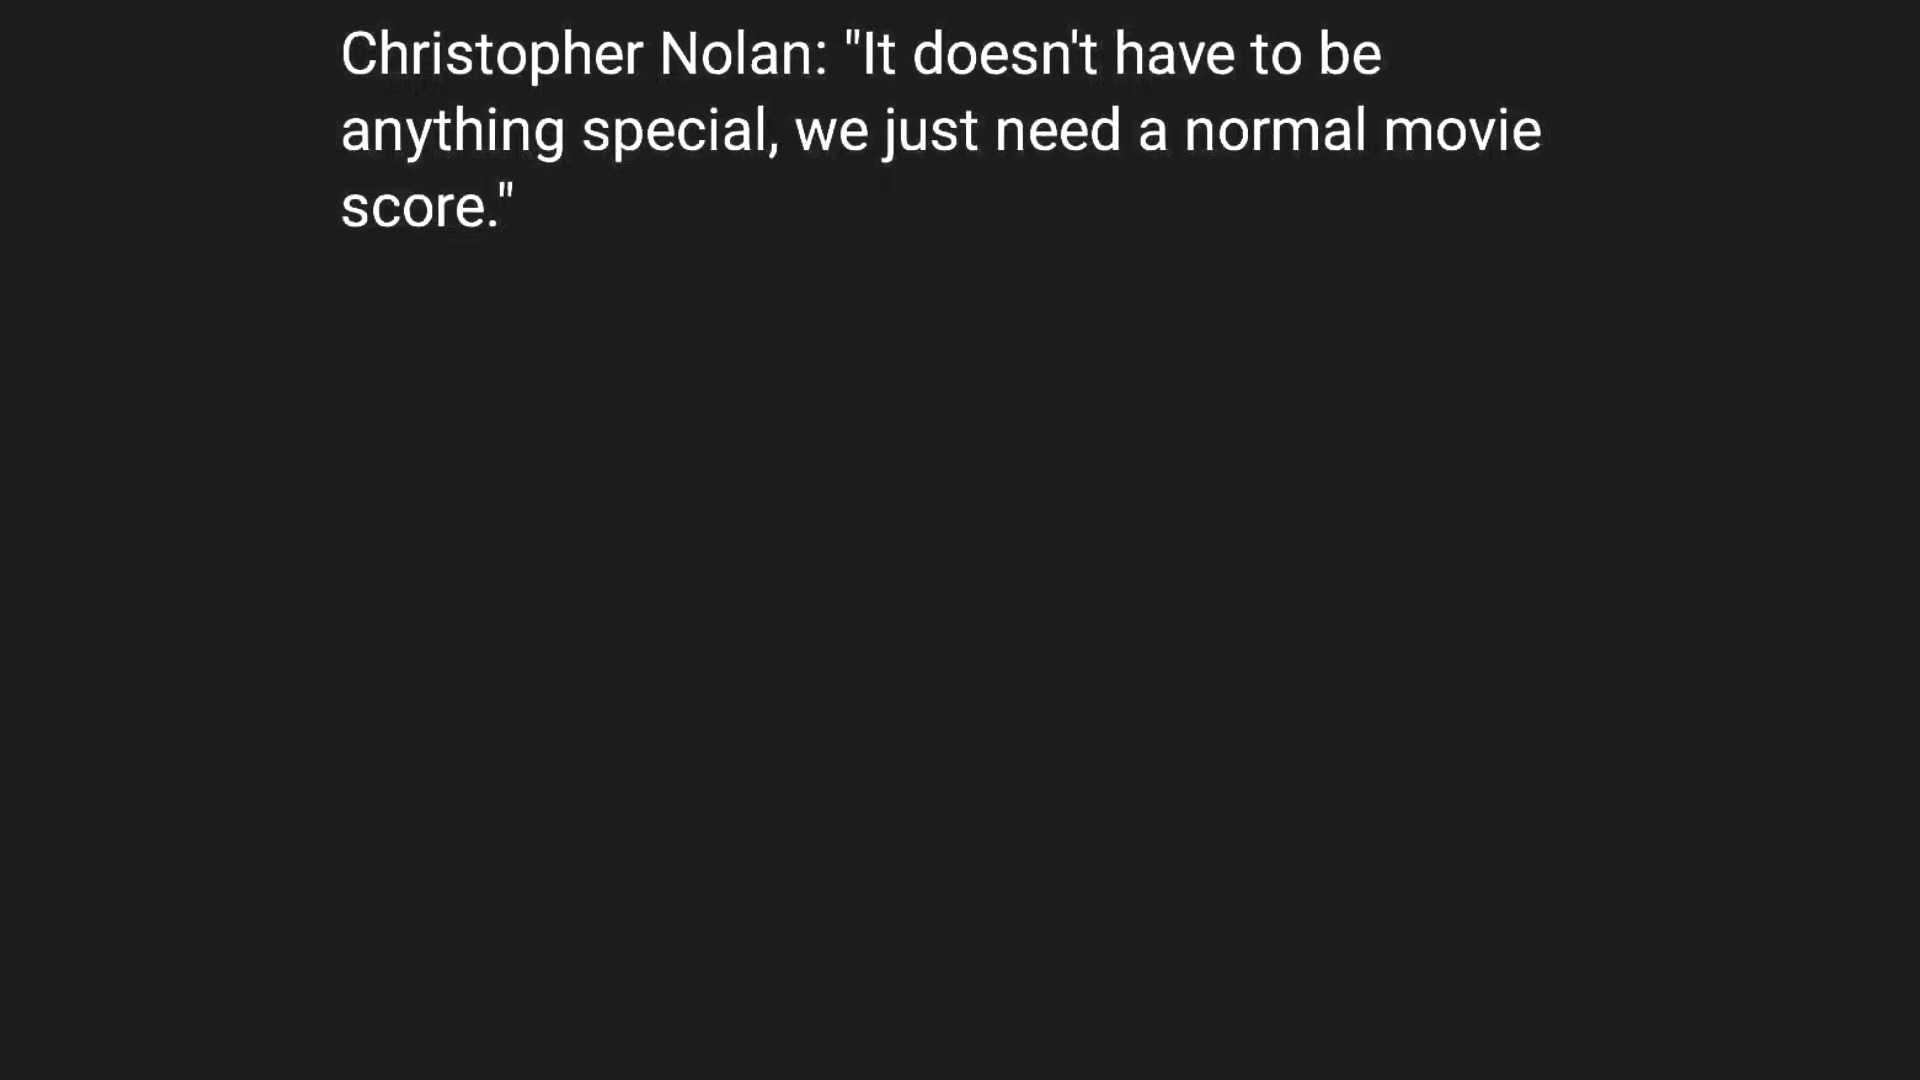 Christopher Nolan: "It doesn't have to be
anything special, we just need a normal movie
score."